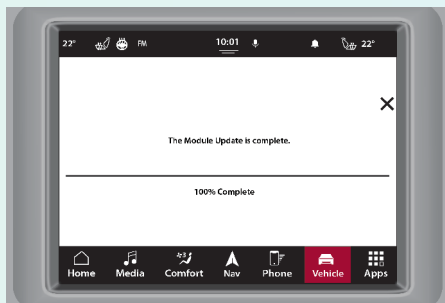 22° FM 10:01 22°
The Module Update is complete.
100% Complete
Home Media Comfort Nav Phone Vehicle Apps